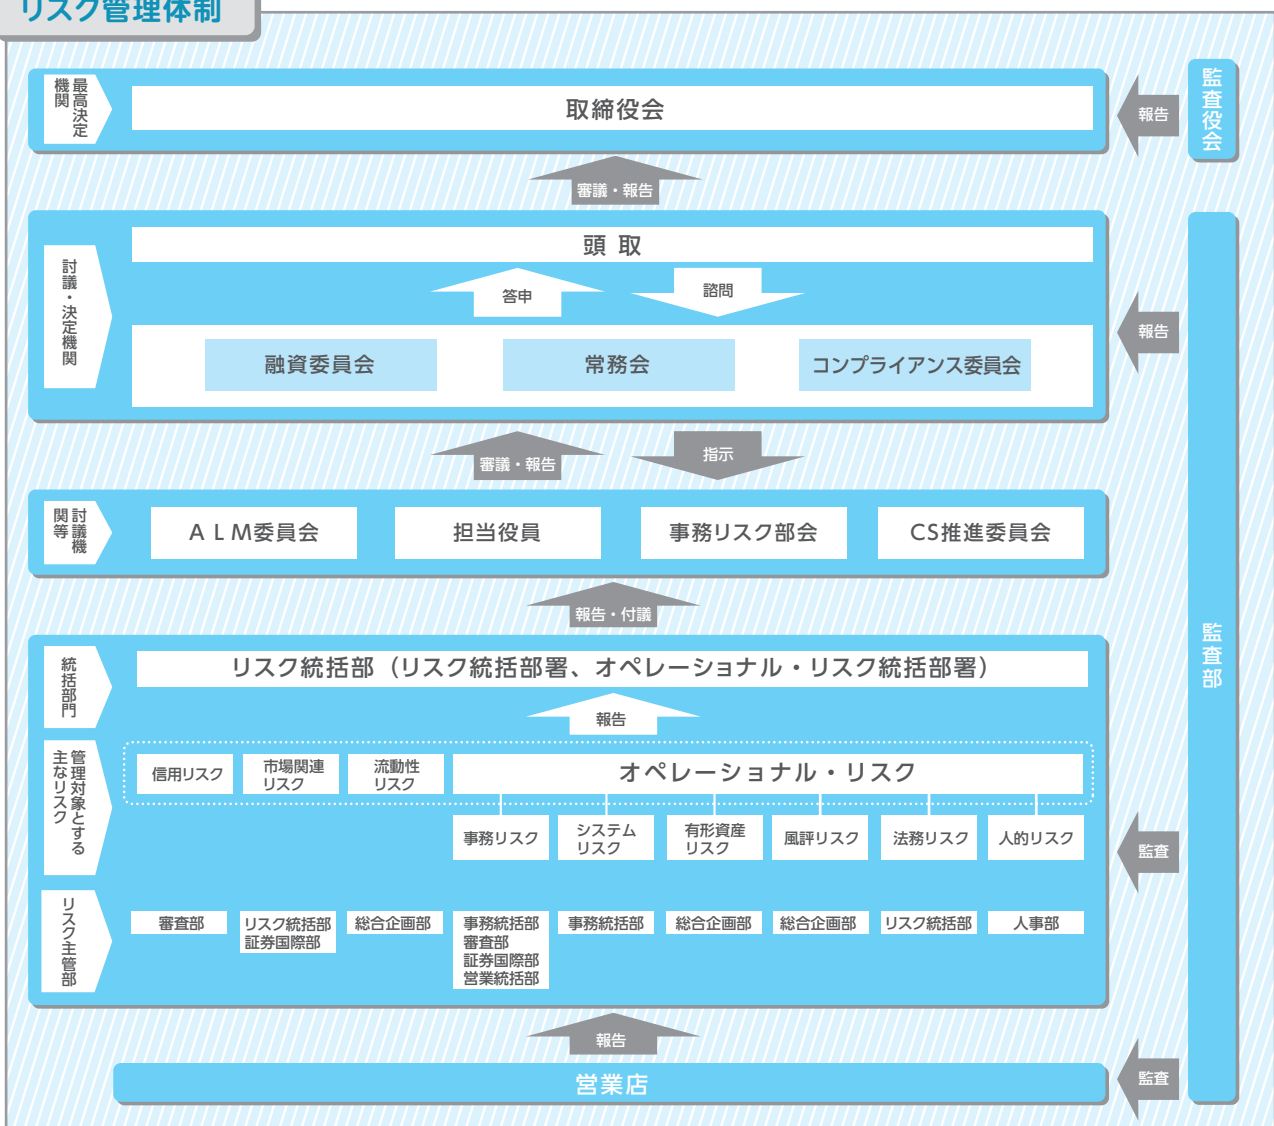 リスク管理体制
最高決定
機関
取締役会
報告
監査役会
審議・報告
討議・決定機関
頭 取
答申
諮問
報告
融資委員会
常務会
コンプライアンス委員会
審議・報告
指示
討議機
関等
ALM委員会
担当役員
事務リスク部会
CS推進委員会
報告・付議
監査部
統括部門
リスク統括部（リスク統括部署、オペレーショナル・リスク統括部署）
報告
管理対象とする
主なリスク
信用リスク
市場関連
リスク
流動性
リスク
オペレーショナル・リスク
事務リスク
システム
リスク
有形資産
リスク
風評リスク
法務リスク
人的リスク
監査
リスク主管部
審査部
リスク統括部
証券国際部
総合企画部
事務統括部
審査部
証券国際部
営業統括部
事務統括部
総合企画部
総合企画部
リスク統括部
人事部
報告
営業店
監査